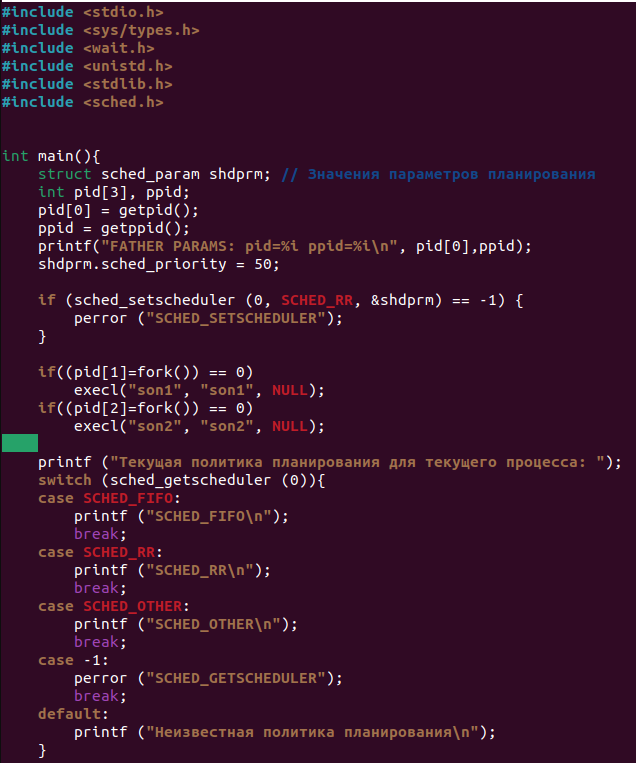 #include <stdio.h>
#include <sys/types.h>
#include <wait.h>
#include <unistd.h>
#include <stdlib.h>
#include <sched.h>
int main(){
    struct sched_param shdprm; // Значения параметров планирования
    int pid[3], ppid;
    pid[0] = getpid();
    ppid = getppid();
    printf("FATHER PARAMS: pid=%i ppid=%i\n", pid[0],ppid);
    shdprm.sched_priority = 50;
    if (sched_setscheduler (0, SCHED_RR, &shdprm) == -1) {
        perror ("SCHED_SETSCHEDULER");
    }
    if((pid[1]=fork()) == 0)
        execl("son1", "son1", NULL);
    if((pid[2]=fork()) == 0)
        execl("son2", "son2", NULL);
    printf ("Текущая политика планирования для текущего процесса: ");
    switch (sched_getscheduler (0)){
    case SCHED_FIFO:
        printf ("SCHED_FIFO\n");
        break;
    case SCHED_RR:
        printf ("SCHED_RR\n");
        break;
    case SCHED_OTHER:
        printf ("SCHED_OTHER\n");
        break;
    case -1:
        perror ("SCHED_GETSCHEDULER");
        break;
    default:
        printf ("Неизвестная политика планирования\n");
    }